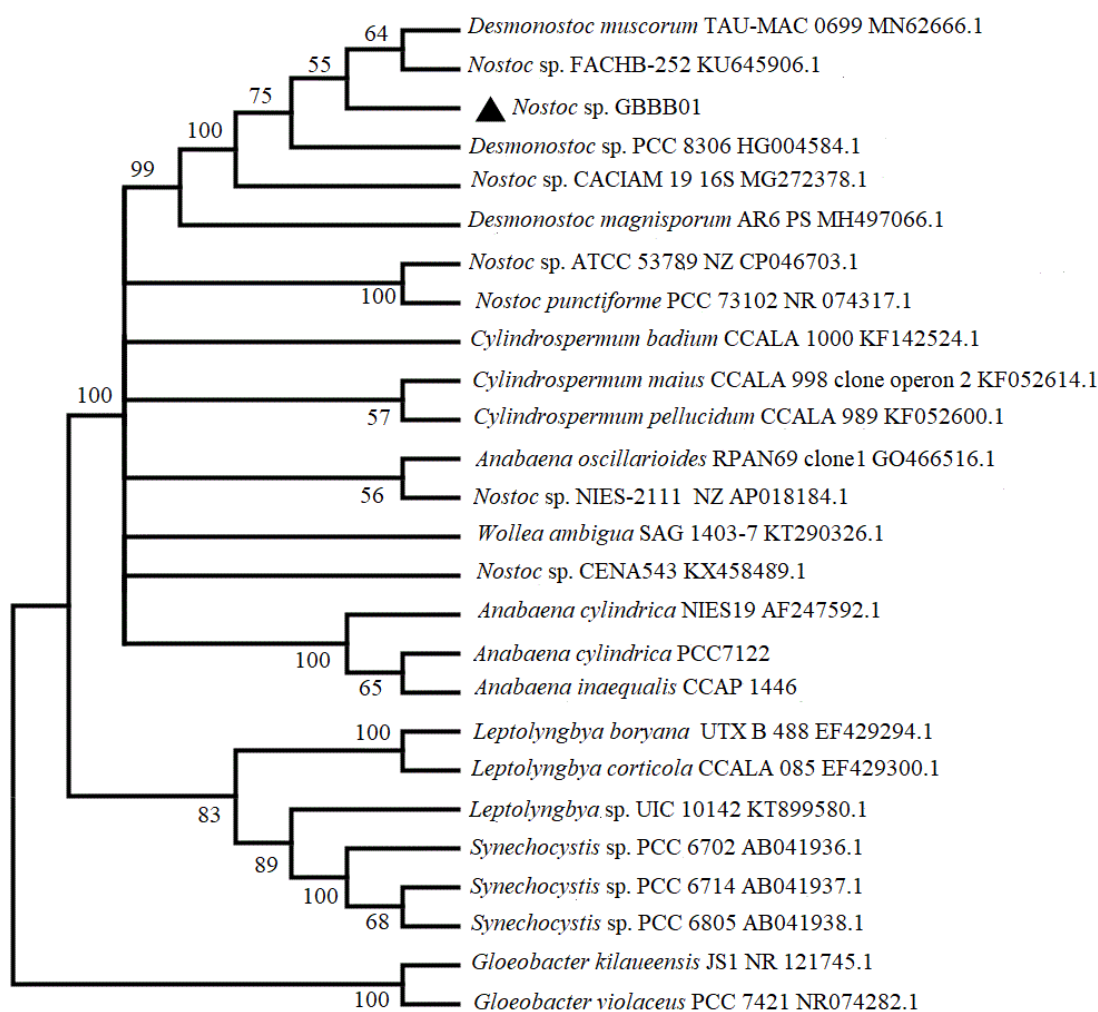 Desmonostoc muscorum TAU-MAC 0699 MN62666.1
64
Nostoc sp. FACHB-252 KU645906.1
55
Nostoc sp. GBBB01
75
Desmonostoc sp. PCC 8306 HG004584.1
100
Nostoc sp. CACIAM 19 16S MG272378.1
99
Desmonostoc magnisporum AR6 PS MH497066.1
Nostoc sp. ATCC 53789 NZ CP046703.1
100
Nostoc punctiforme PCC 73102 NR 074317.1
Cylindrospermum badium CCALA 1000 KF142524.1
Cylindrospermum maius CCALA 998 clone operon 2 KF052614.1
100
57
Cylindrospermum pellucidum CCALA 989 KF052600.1
Anabaena oscillarioides RPAN69 clone1 GO466516.1
56
Nostoc sp. NIES-2111 NZ AP018184.1
Wollea ambigua SAG 1403-7 KT290326.1
Nostoc sp. CENA543 KX458489.1
Anabaena cylindrica NIES19 AF247592.1
100
Anabaena cylindrica PCC7122
65
Anabaena inaequalis CCAP 1446
100
Leptolyngbya boryana UTX B 488 EF429294.1
Leptolyngbya corticola CCALA 085 EF429300.1
83
Leptolyngbya sp. UIC 10142 KT899580.1
Synechocystis sp. PCC 6702 AB041936.1
89
Synechocystis sp. PCC 6714 AB041937.1
100
68
Synechocystis sp. PCC 6805 AB041938.1
Gloeobacter kilaueensis JS1 NR 121745.1
100
Gloeobacter violaceus PCC 7421 NR074282.1